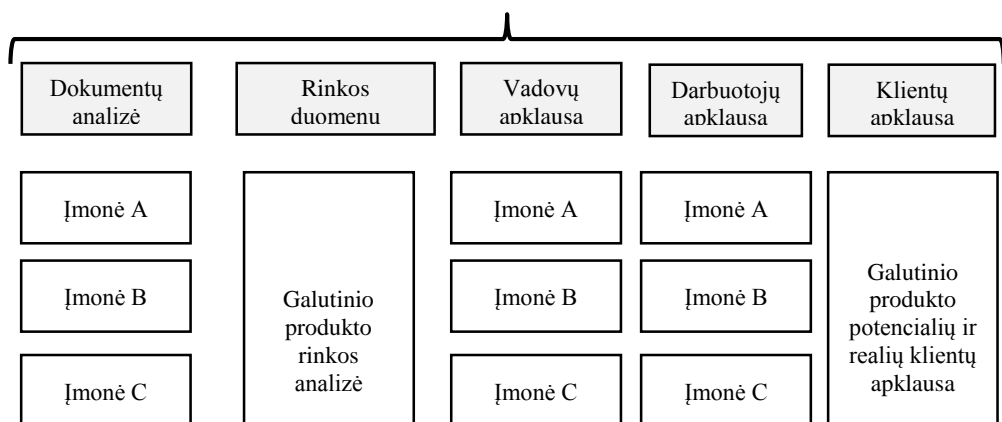 Dokumentų
analizė
Rinkos
duomenu
Vadovų
apklausa
Darbuotojų
apklausa
Klientų
apklausa
Įmonė A
Įmonė B
Įmonė C
Galutinio
produkto
rinkos
analizė
Įmonė A
Įmonė B
Įmonė C
Įmonė A
Įmonė B
Įmonė C
Galutinio
produkto
potencialių ir
realių klientų
apklausa